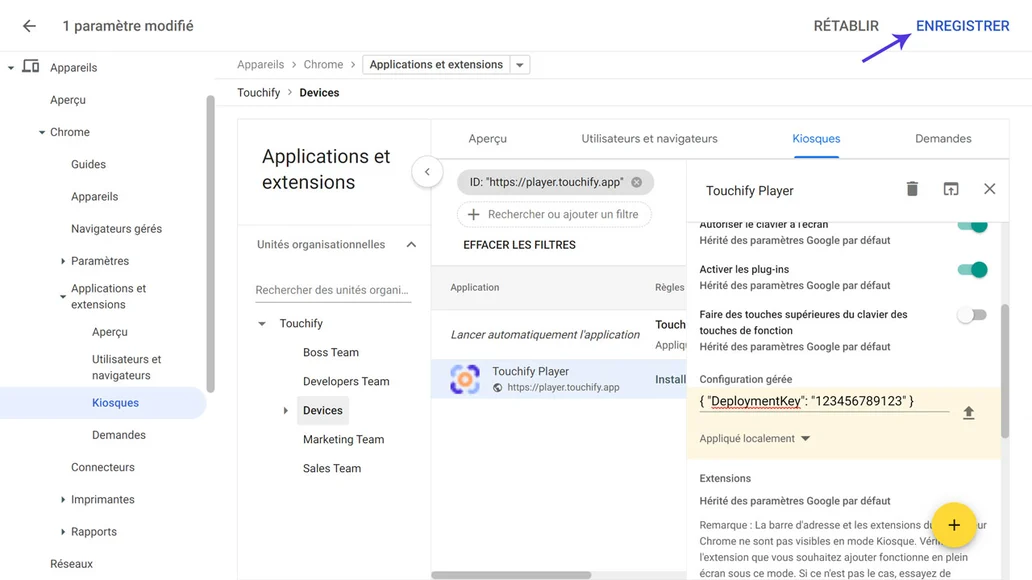 1 paramètre modifié
RÉTABLIR
ENREGISTRER
Appareils
Aperçu
Chrome
Guides
Appareils
Navigateurs gérés
Paramètres
Applications et
extensions
Aperçu
Utilisateurs et
navigateurs
Kiosques
Demandes
Connecteurs
Imprimantes
Rapports
Réseaux
Appareils > Chrome > Applications et extensions
Touchify > Devices
Applications et
extensions
Unités organisationnelles
Rechercher des unités organi...
Touchify
Boss Team
Developers Team
Devices
Marketing Team
Sales Team
Aperçu
Utilisateurs et navigateurs
Kiosques
Demandes
ID: "https://player.touchify.app"
Rechercher ou ajouter un filtre
EFFACER LES FILTRES
Application
Règles
Lancer automatiquement l'application
Touch
Appliq
Touchify Player
https://player.touchify.app
Install
Touchify Player
Autoriser le clavier à l'écran
Hérité des paramètres Google par défaut
Activer les plug-ins
Hérité des paramètres Google par défaut
Faire des touches supérieures du clavier des
touches de fonction
Hérité des paramètres Google par défaut
Configuration gérée
{ "DeploymentKey": "123456789123" }
Appliqué localement
Extensions
Hérité des paramètres Google par défaut
Remarque : La barre d'adresse et les extensions du eur
Chrome ne sont pas visibles en mode Kiosque. Vérif
l'extension que vous souhaitez ajouter fonctionne en plein
écran sous ce mode. Si ce n'est pas le cas, essayez de